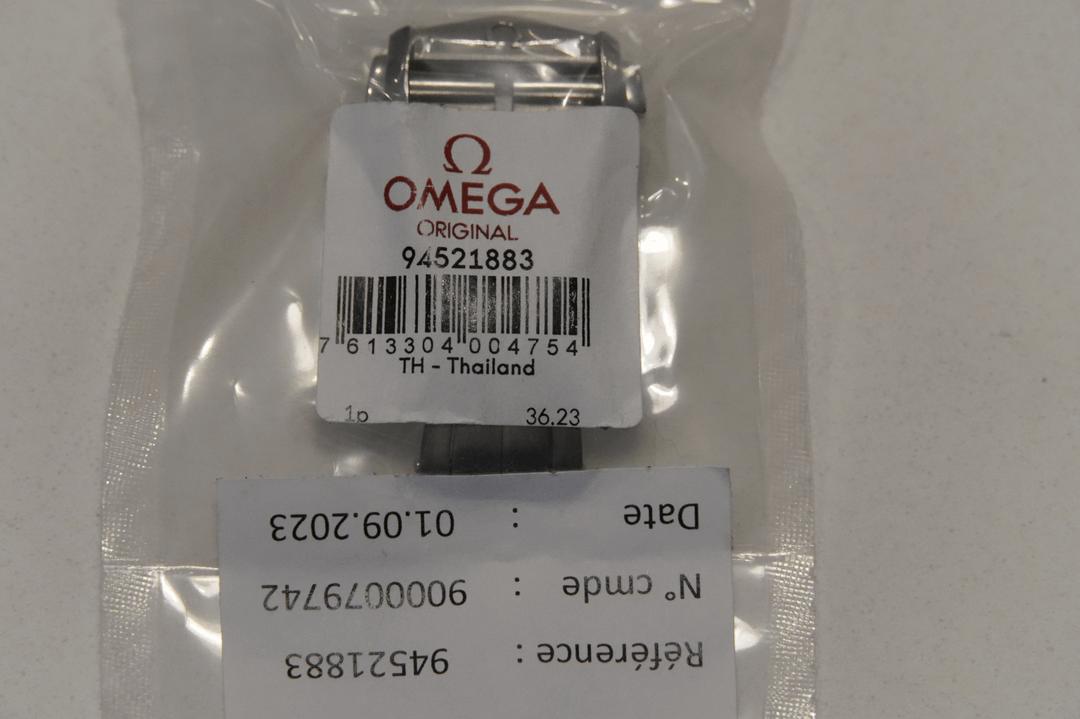 Ω
OMEGA
ORIGINAL
94521883
7 613304 004754
TH - Thailand
1p 36.23
Référence : 94521883
N° cmde : 9000079742
Date : 01.09.2023